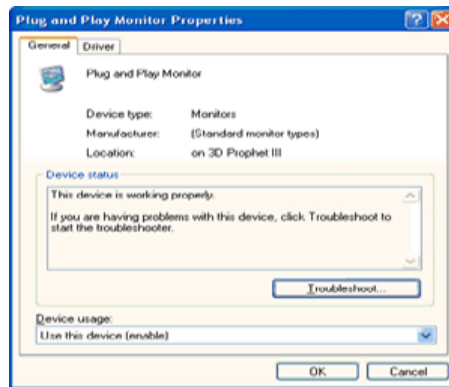 Plug and Play Monitor Properties
General Driver
Plug and Play Monitor
Device type: Monitors
Manufacturer: (Standard monitor types)
Location: on 3D Prophet III
Device status
This device is working properly.
If you are having problems with this device, click Troubleshoot to
start the troubleshooter.
Troubleshoot...
Device usage:
Use this device (enable)
OK Cancel